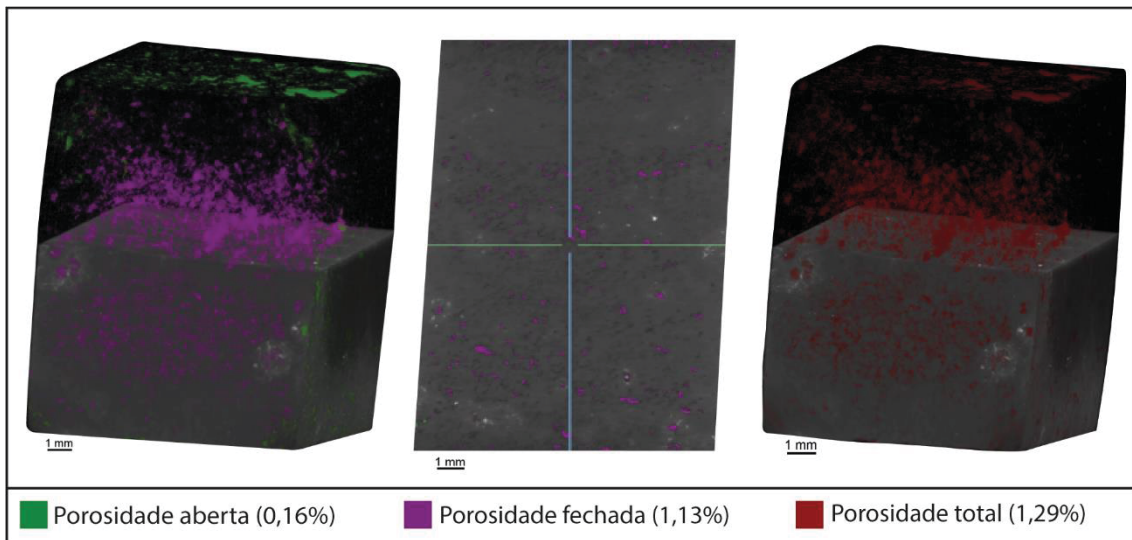 1 mm
1 mm
1 mm
Porosidade aberta (0,16%)
Porosidade fechada (1,13%)
Porosidade total (1,29%)